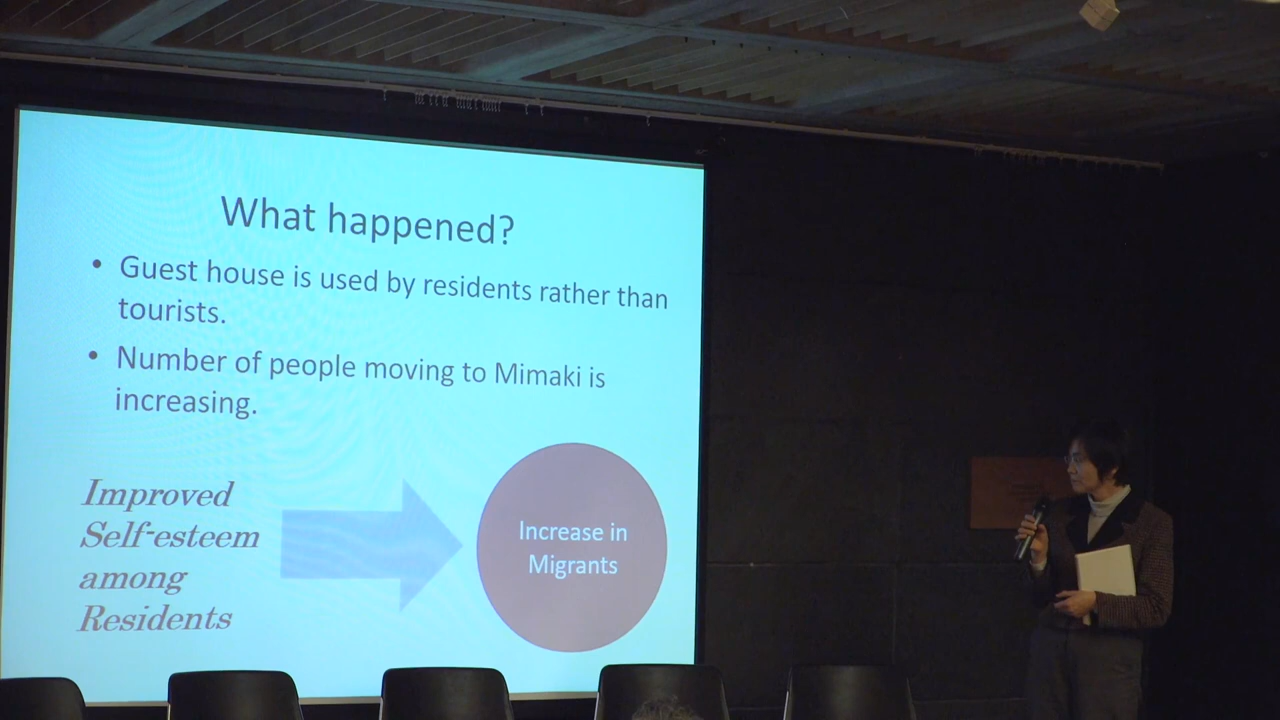 What happened?
• Guest house is used by residents rather than
tourists.
• Number of people moving to Mimaki is
increasing.
Improved
Self-esteem
among
Residents
Increase in
Migrants